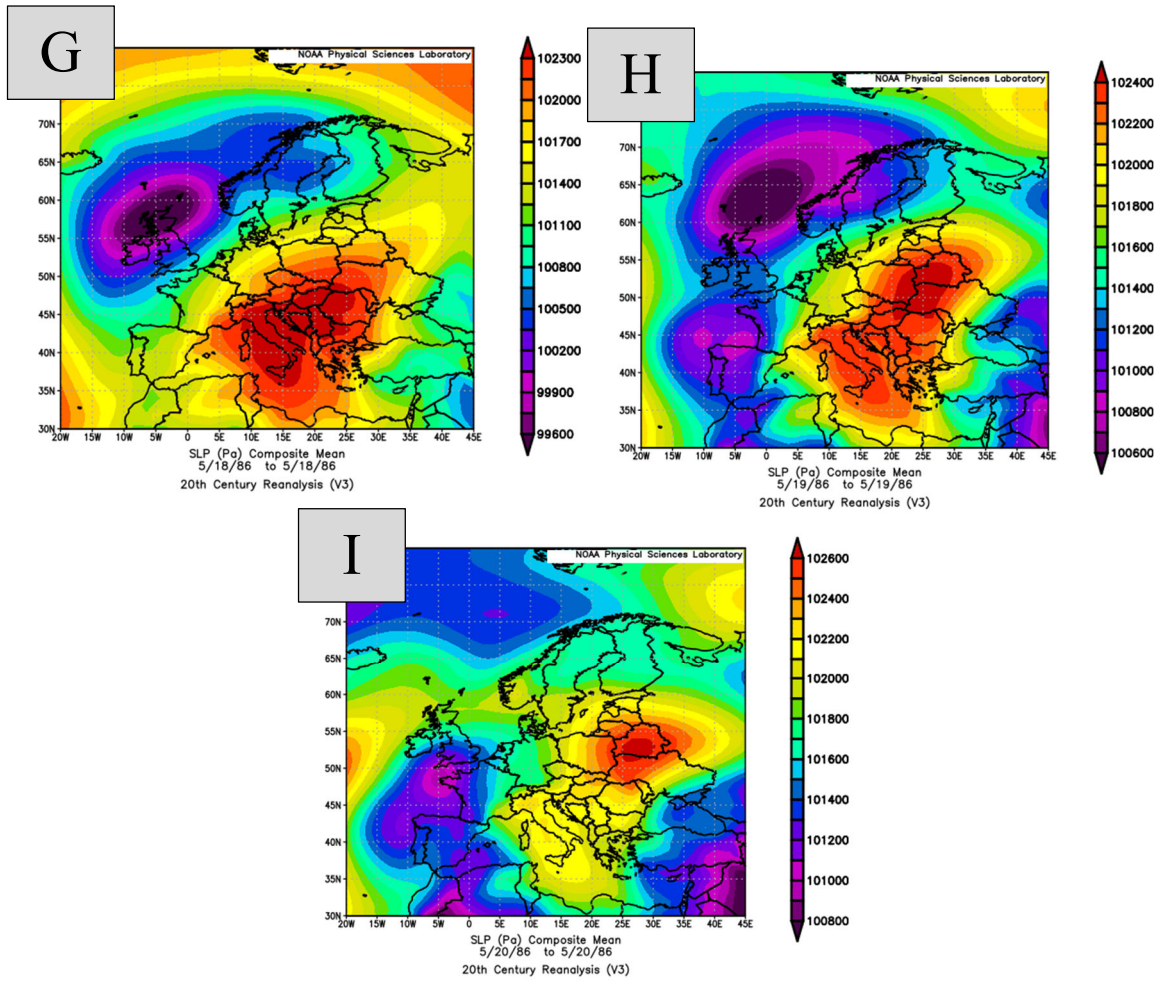 G
NOAA Physical Sciences Laboratory
70N
65N
60N
55N
50N
45N
40N
35N
30N
20W 15W 10W 5W 0 5E 10E 15E 20E 25E 30E 35E 40E 45E
102300
102000
101700
101400
101100
100800
100500
100200
99900
99600
SLP (Pa) Composite Mean
5/18/86 to 5/18/86
20th Century Reanalysis (V3)
H
NOAA Physical Sciences Laboratory
70N
65N
60N
55N
50N
45N
40N
35N
30N
20W 15W 10W 5W 0 5E 10E 15E 20E 25E 30E 35E 40E 45E
102400
102200
102000
101800
101600
101400
101200
101000
100800
100600
SLP (Pa) Composite Mean
5/19/86 to 5/19/86
20th Century Reanalysis (V3)
I
NOAA Physical Sciences Laboratory
70N
65N
60N
55N
50N
45N
40N
35N
30N
20W 15W 10W 5W 0 5E 10E 15E 20E 25E 30E 35E 40E 45E
102600
102400
102200
102000
101800
101600
101400
101200
101000
100800
SLP (Pa) Composite Mean
5/20/86 to 5/20/86
20th Century Reanalysis (V3)